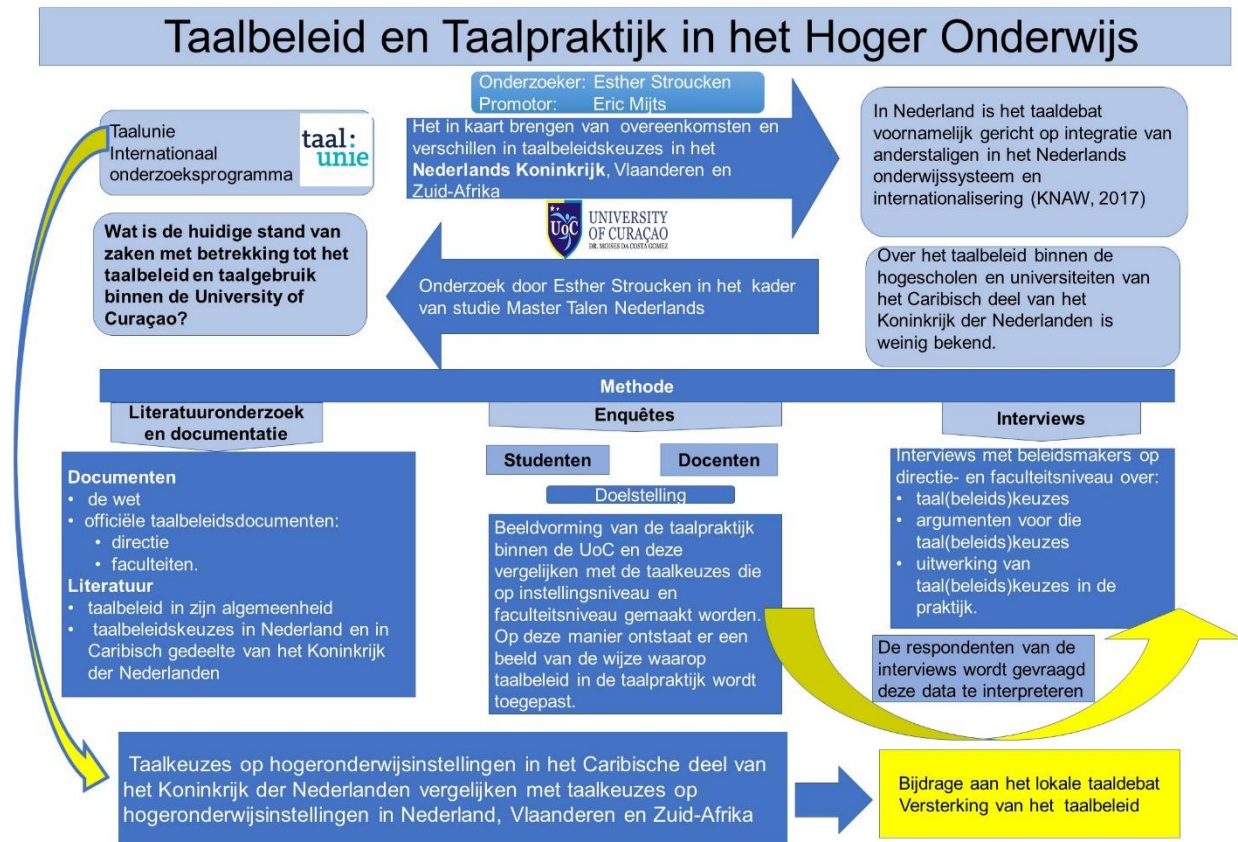 Taalbeleid en Taalpraktijk in het Hoger Onderwijs
Onderzoeker: Esther Stroucken
Promotor: Eric Mijts
Taalunie
Internationaal
onderzoeksprogramma
taal:
unie
Het in kaart brengen van overeenkomsten en
verschillen in taalbeleidskeuzes in het
Nederlands Koninkrijk, Vlaanderen en
Zuid-Afrika
In Nederland is het taaldebat
voornamelijk gericht op integratie van
anderstaligen in het Nederlands
onderwijssysteem en
internationalisering (KNAW, 2017)
UoC
UNIVERSITY
OF CURAÇAO
DR. MOISES DA COSTA GOMEZ
Wat is de huidige stand van
zaken met betrekking tot het
taalbeleid en taalgebruik
binnen de University of
Curaçao?
Onderzoek door Esther Stroucken in het kader
van studie Master Talen Nederlands
Over het taalbeleid binnen de
hogescholen en universiteiten van
het Caribisch deel van het
Koninkrijk der Nederlanden is
weinig bekend.
Methode
Literatuuronderzoek
en documentatie
Documenten
• de wet
• officiële taalbeleidsdocumenten:
• directie
• faculteiten.
Literatuur
• taalbeleid in zijn algemeenheid
• taalbeleidskeuzes in Nederland en in
Caribisch gedeelte van het Koninkrijk
der Nederlanden
Enquêtes
Studenten
Docenten
Doelstelling
Beeldvorming van de taalpraktijk
binnen de UoC en deze
vergelijken met de taalkeuzes die
op instellingsniveau en
faculteitsniveau gemaakt worden.
Op deze manier ontstaat er een
beeld van de wijze waarop
taalbeleid in de taalpraktijk wordt
toegepast.
Interviews
Interviews met beleidsmakers op
directie- en faculteitsniveau over:
• taal(beleids)keuzes
• argumenten voor die
taal(beleids)keuzes
• uitwerking van
taal(beleids)keuzes in de
praktijk.
De respondenten van de
interviews wordt gevraagd
deze data te interpreteren
Taalkeuzes op hogeronderwijsinstellingen in het Caribische deel van
het Koninkrijk der Nederlanden vergelijken met taalkeuzes op
hogeronderwijsinstellingen in Nederland, Vlaanderen en Zuid-Afrika
Bijdrage aan het lokale taaldebat
Versterking van het taalbeleid